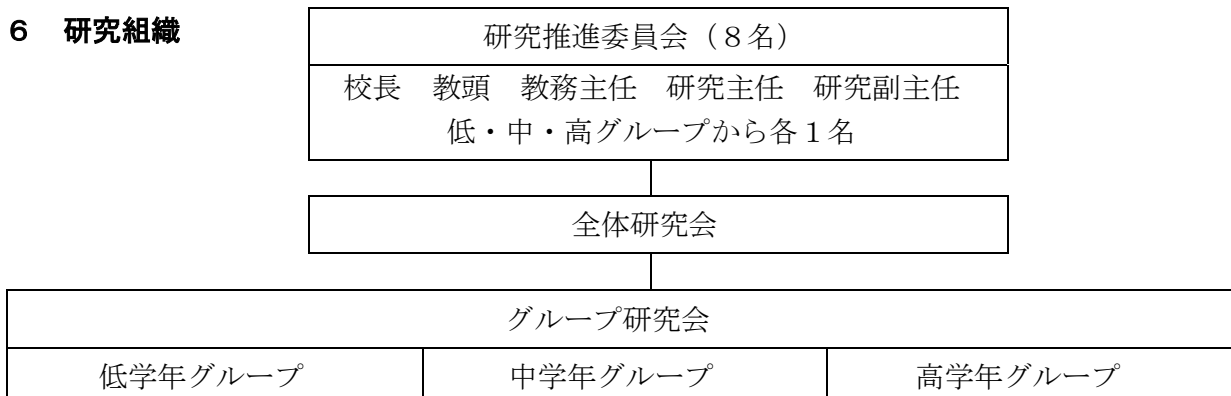 ６　研究組織
研究推進委員会（８名）
校長　教頭　教務主任　研究主任　研究副主任
低・中・高グループから各１名
全体研究会
グループ研究会
低学年グループ　中学年グループ　高学年グループ